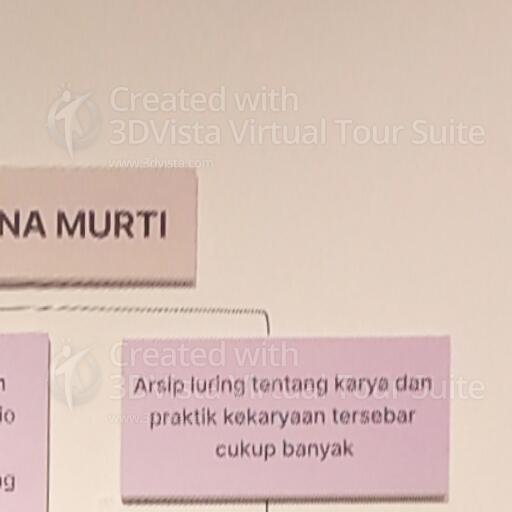 Created with
3DVista Virtual Tour Suite
www.3dvista.com
NA MURTI
Created with
3DVista Virtual Tour Suite
Arsip luring tentang karya dan
praktik kekaryaan tersebar
cukup banyak
io
ng